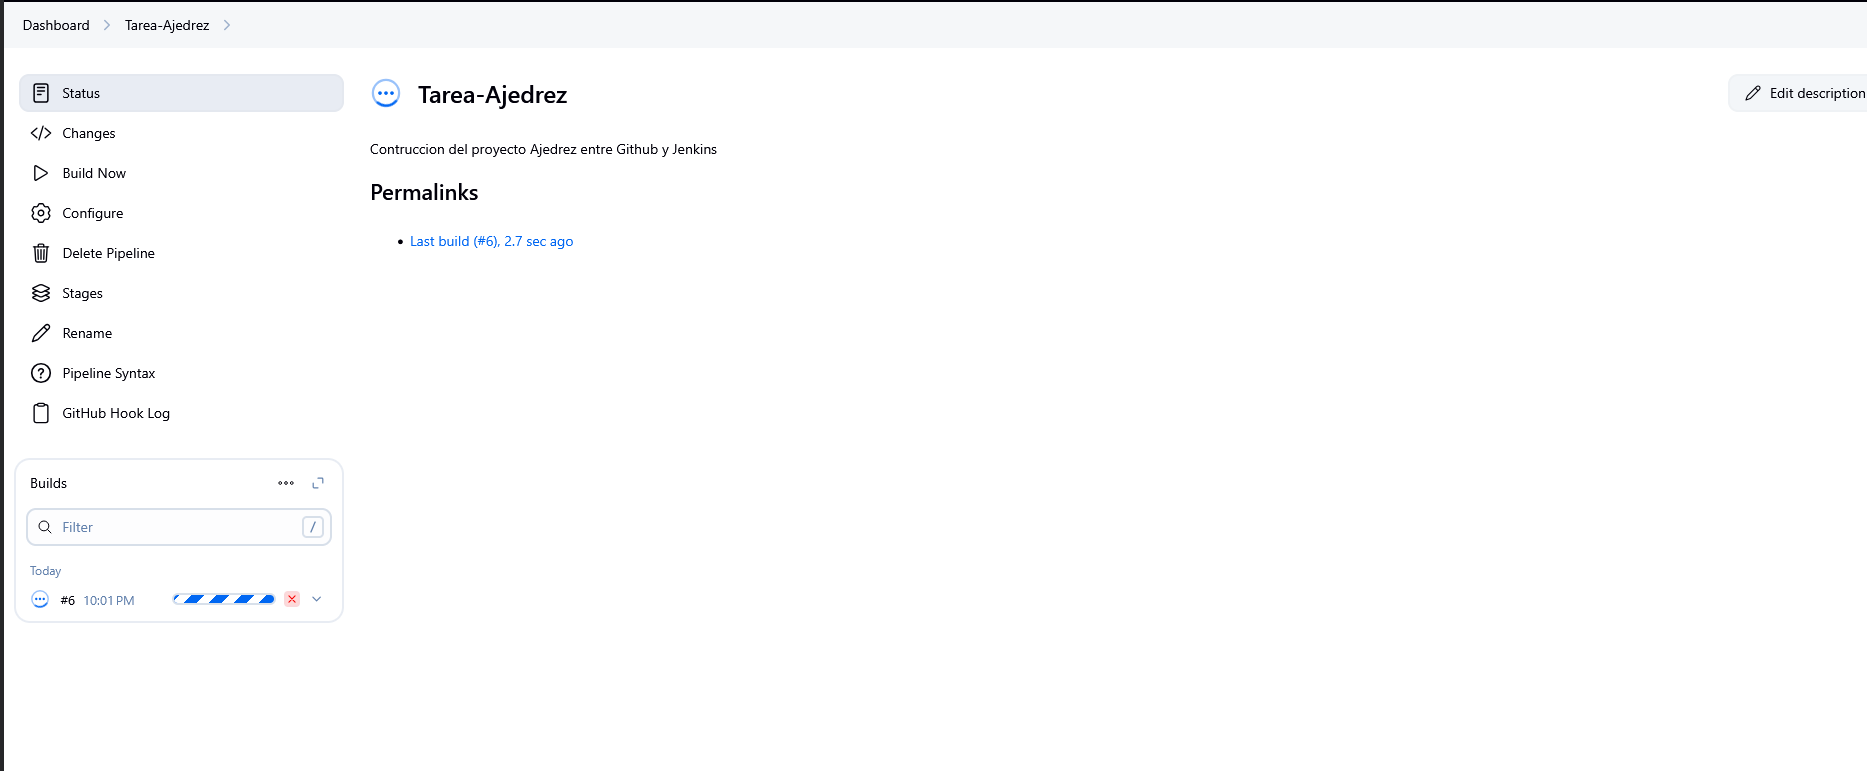 Dashboard
Tarea-Ajedrez
Status
Changes
Build Now
Configure
Delete Pipeline
Stages
Rename
Pipeline Syntax
GitHub Hook Log
Builds
Filter
/
Today
#6 10:01 PM
Tarea-Ajedrez
Edit description
Contruccion del proyecto Ajedrez entre Github y Jenkins
Permalinks
Last build (#6), 2.7 sec ago